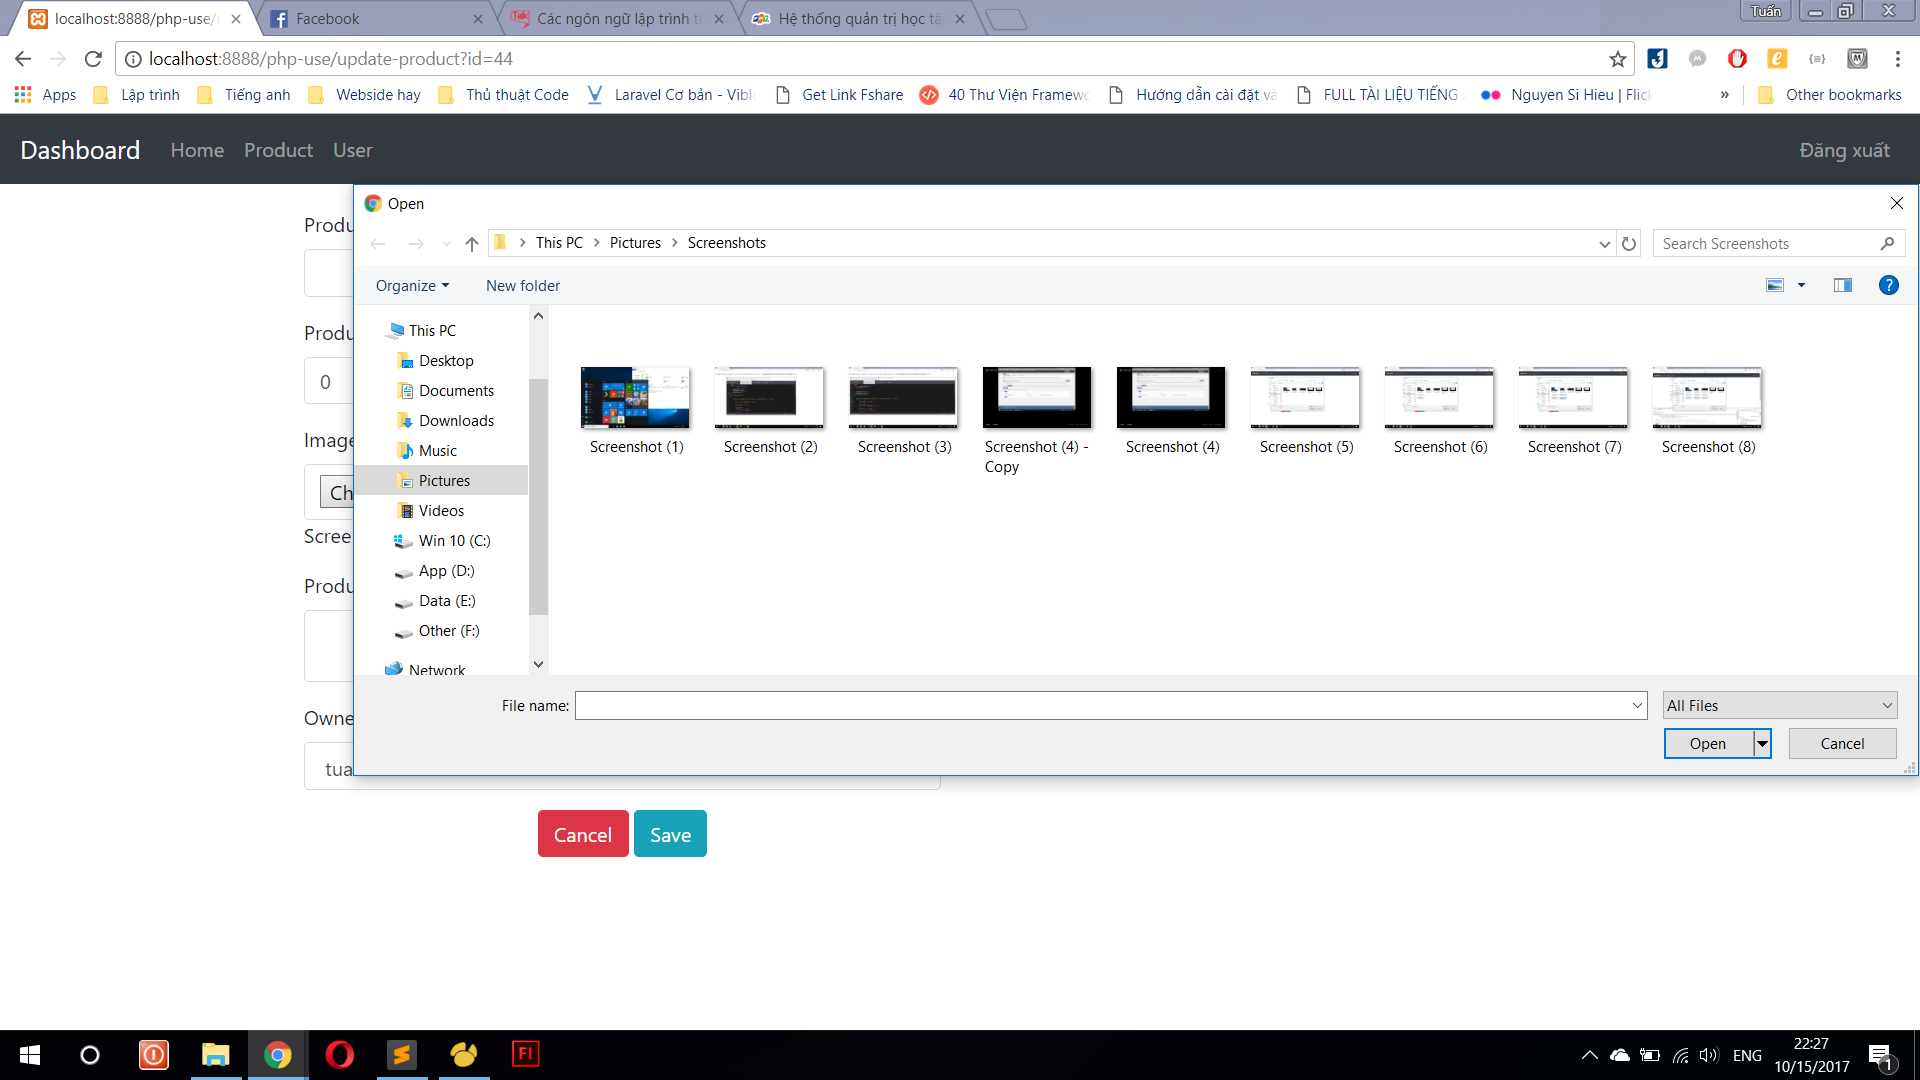 localhost:8888/php-use/u
Facebook
Các ngôn ngữ lập trình t
Hệ thống quản trị học tậ
Tuấn
localhost:8888/php-use/update-product?id=44
Apps
Lập trình
Tiếng anh
Webside hay
Thủ thuật Code
Laravel Cơ bản - Vibl
Get Link Fshare
40 Thư Viện Framewo
Hướng dẫn cài đặt và
FULL TÀI LIỆU TIẾNG
Nguyen Si Hieu | Flick
»
Other bookmarks
Dashboard
Home
Product
User
Đăng xuất
Open
This PC
Pictures
Screenshots
Search Screenshots
Organize
New folder
This PC
Desktop
Documents
Downloads
Music
Pictures
Videos
Win 10 (C:)
App (D:)
Data (E:)
Other (F:)
Network
Screenshot (1)
Screenshot (2)
Screenshot (3)
Screenshot (4) -
Copy
Screenshot (4)
Screenshot (5)
Screenshot (6)
Screenshot (7)
Screenshot (8)
File name:
All Files
Open
Cancel
Produ
Produ
0
Image
Ch
Scree
Produ
Owne
tua
Cancel
Save
ENG
22:27
10/15/2017
1